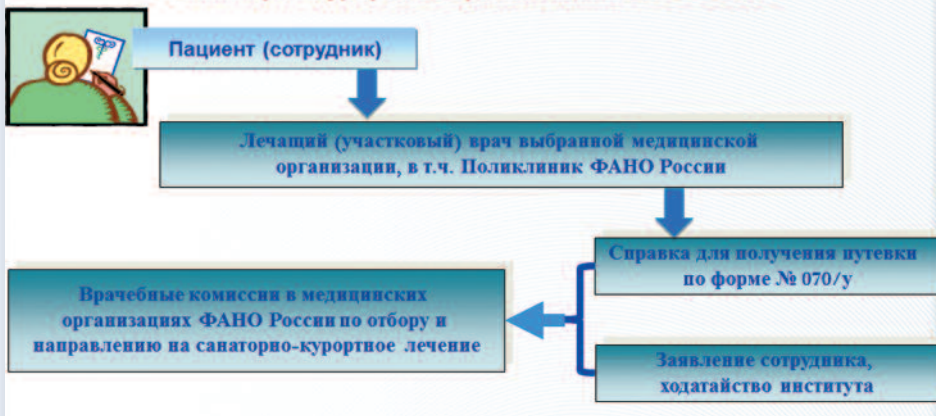 Пациент (сотрудник)
Лечащий (участковый) врач выбранной медицинской
организации, в т.ч. Поликлиник ФАНО России
Справка для получения путевки
по форме № 070/у
Врачебные комиссии в медицинских
организациях ФАНО России по отбору и
направлению на санаторно-курортное лечение
Заявление сотрудника,
ходатайство института